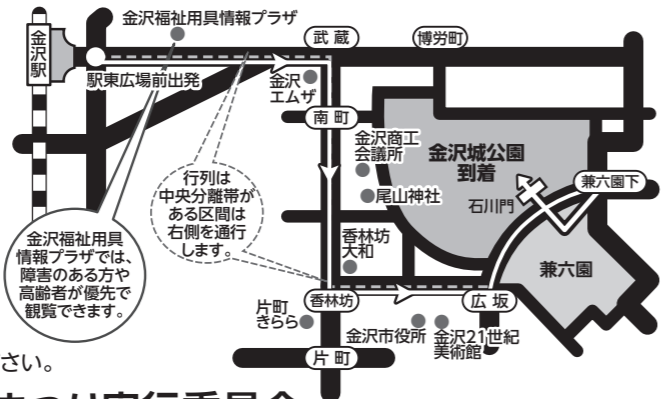 金沢福祉用具情報プラザ
金沢駅
武蔵
博労町
駅東広場前出発
金沢
エムザ
南町
金沢商工
会議所
金沢城公園
到着
兼六園下
行列は
中央分離帯が
ある区間は
右側を通行
します。
尾山神社
石川門
金沢福祉用具
情報プラザでは、
障害のある方や
高齢者が優先で
観覧できます。
香林坊
大和
兼六園
香林坊
広坂
片町
きらら
金沢市役所
金沢21世紀
美術館
片町
さい。